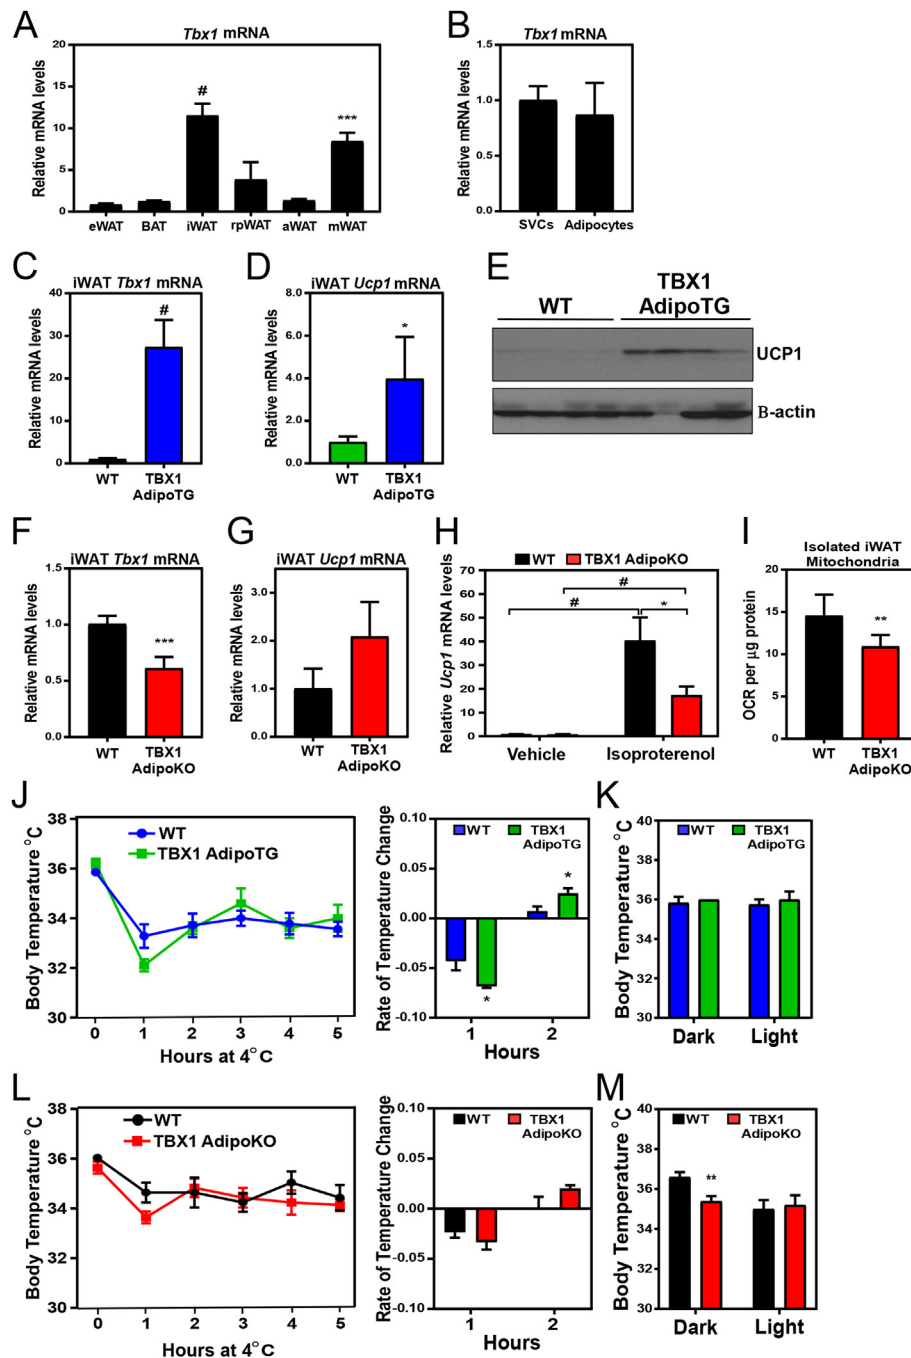 A
Tbx1 mRNA
Relative mRNA levels
20
15
10
5
0
#
***
eWAT BAT iWAT rpWAT aWAT mWAT
B
Tbx1 mRNA
Relative mRNA levels
1.5
1.0
0.5
0.0
SVCs Adipocytes
C
iWAT Tbx1 mRNA
Relative mRNA levels
40
30
20
10
0
#
WT TBX1
AdipoTG
D
iWAT Ucp1 mRNA
Relative mRNA levels
8.0
6.0
4.0
2.0
0.0
*
WT TBX1
AdipoTG
E
WT
TBX1
AdipoTG
UCP1
B-actin
F
iWAT Tbx1 mRNA
Relative mRNA levels
1.5
1.0
0.5
0.0
***
WT TBX1
AdipoKO
G
iWAT Ucp1 mRNA
Relative mRNA levels
3.0
2.0
1.0
0.0
WT TBX1
AdipoKO
H
WT TBX1 AdipoKO
Relative Ucp1 mRNA levels
70
60
50
40
30
20
10
0
#
#
*
Vehicle Isoproterenol
I
Isolated iWAT
Mitochondria
OCR per µg protein
20
15
10
5
0
**
WT TBX1
AdipoKO
J
Body Temperature °C
38
36
34
32
30
WT
TBX1 AdipoTG
0 1 2 3 4 5
Hours at 4°C
Rate of Temperature Change
0.10
0.05
0.00
-0.05
-0.10
WT TBX1
AdipoTG
*
*
1 2
Hours
K
Body Temperature °C
40
38
36
34
32
30
WT TBX1
AdipoTG
Dark Light
L
Body Temperature °C
38
36
34
32
30
WT
TBX1 AdipoKO
0 1 2 3 4 5
Hours at 4°C
Rate of Temperature Change
0.10
0.05
0.00
-0.05
-0.10
WT TBX1
AdipoKO
1 2
Hours
M
Body Temperature °C
40
38
36
34
32
30
WT TBX1
AdipoKO
**
Dark Light